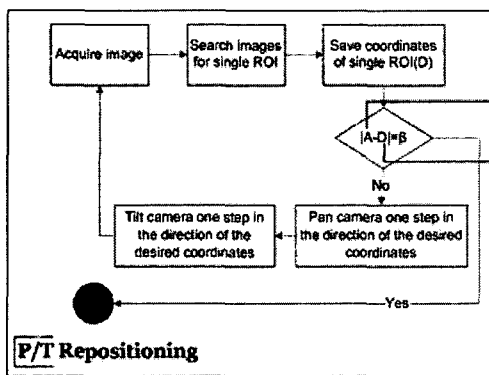 Acquire image
Search images
for single ROI
Save coordinates
of single ROI(D)
|A-D|=β
No
Tilt camera one step in
the direction of the
desired coordinates
Pan camera one step in
the direction of the desired
coordinates
Yes
P/T Repositioning